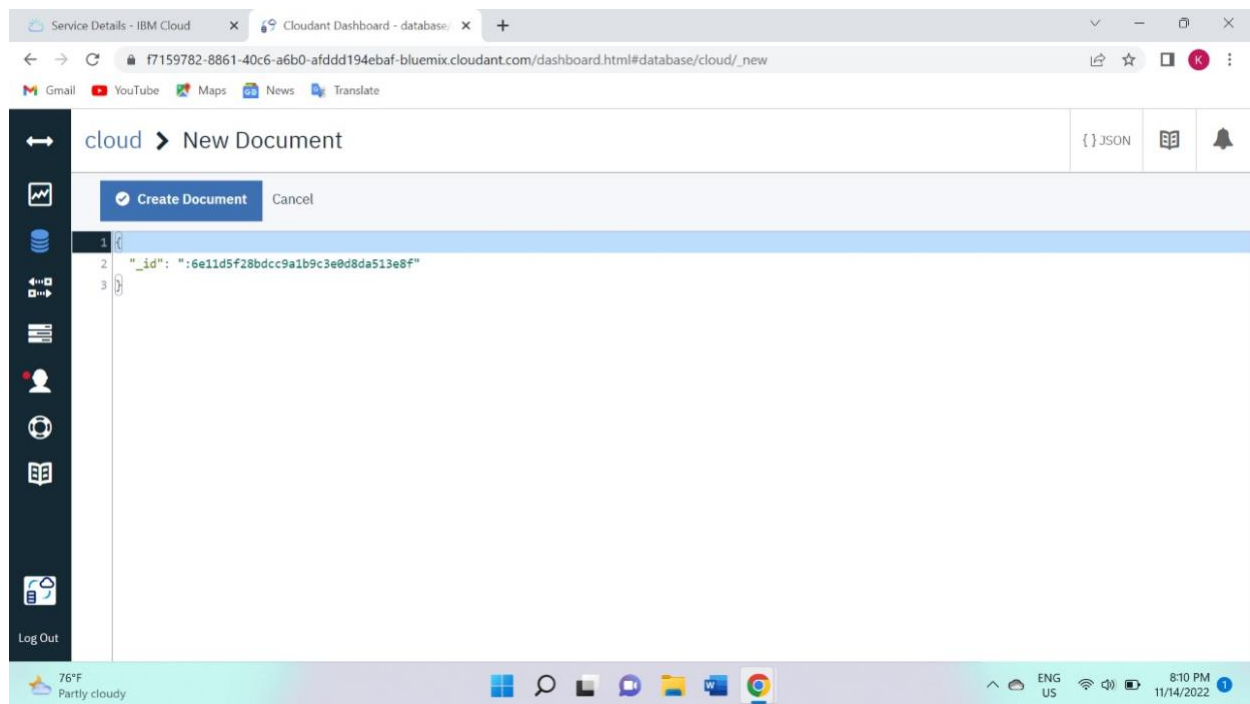 Service Details - IBM Cloud
Cloudant Dashboard - database/
f7159782-8861-40c6-a6b0-afddd194ebaf-bluemix.cloudant.com/dashboard.html#database/cloud/_new
K
Gmail YouTube Maps News Translate
cloud > New Document
{ } JSON
Create Document Cancel
1 {
2 "_id": ":6e11d5f28bdcc9a1b9c3e0d8da513e8f"
3 }
Log Out
76°F
Partly cloudy
ENG
US
8:10 PM
11/14/2022
1